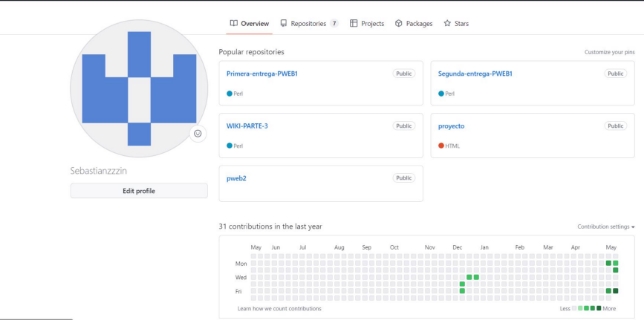 Overview Repositories 7 Projects Packages Stars
Popular repositories Customize your pins
Primera-entrega-PWEB1 Public
Perl
Segunda-entrega-PWEB1 Public
Perl
WIKI-PARTE-3 Public
Perl
proyecto Public
HTML
pweb2 Public
Sebastianzzzin
Edit profile
31 contributions in the last year Contribution settings
May Jun Jul Aug Sep Oct Nov Dec Jan Feb Mar Apr May
Mon
Wed
Fri
Learn how we count contributions. Less More